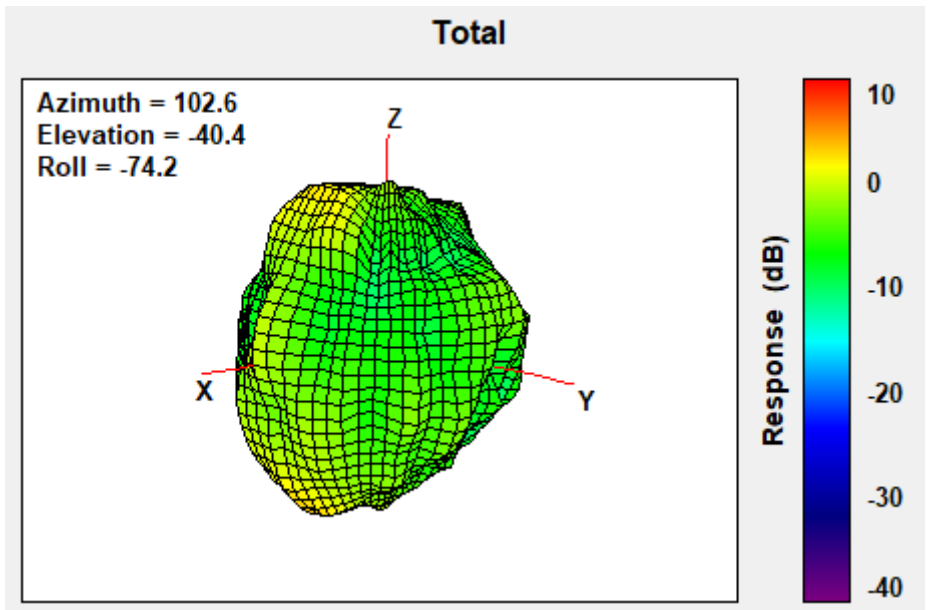 Total
Azimuth = 102.6
Elevation = -40.4
Roll = -74.2
Z
X
Y
10
0
-10
-20
-30
-40
Response (dB)